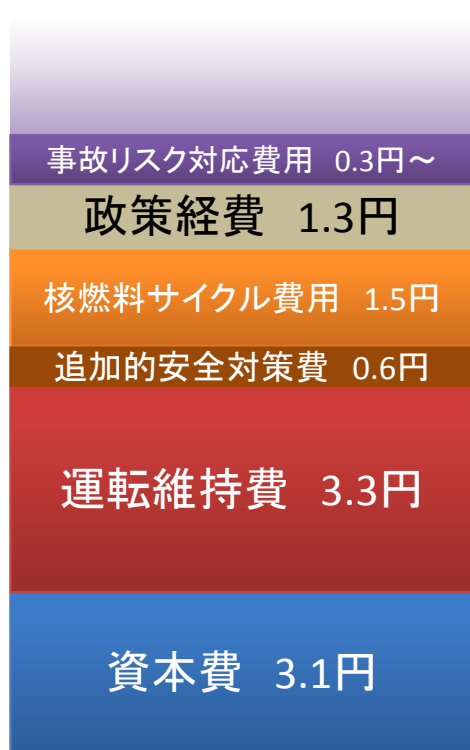 事故リスク対応費用 0.3円～
政策経費 1.3円
核燃料サイクル費用 1.5円
追加的安全対策費 0.6円
運転維持費 3.3円
資本費 3.1円